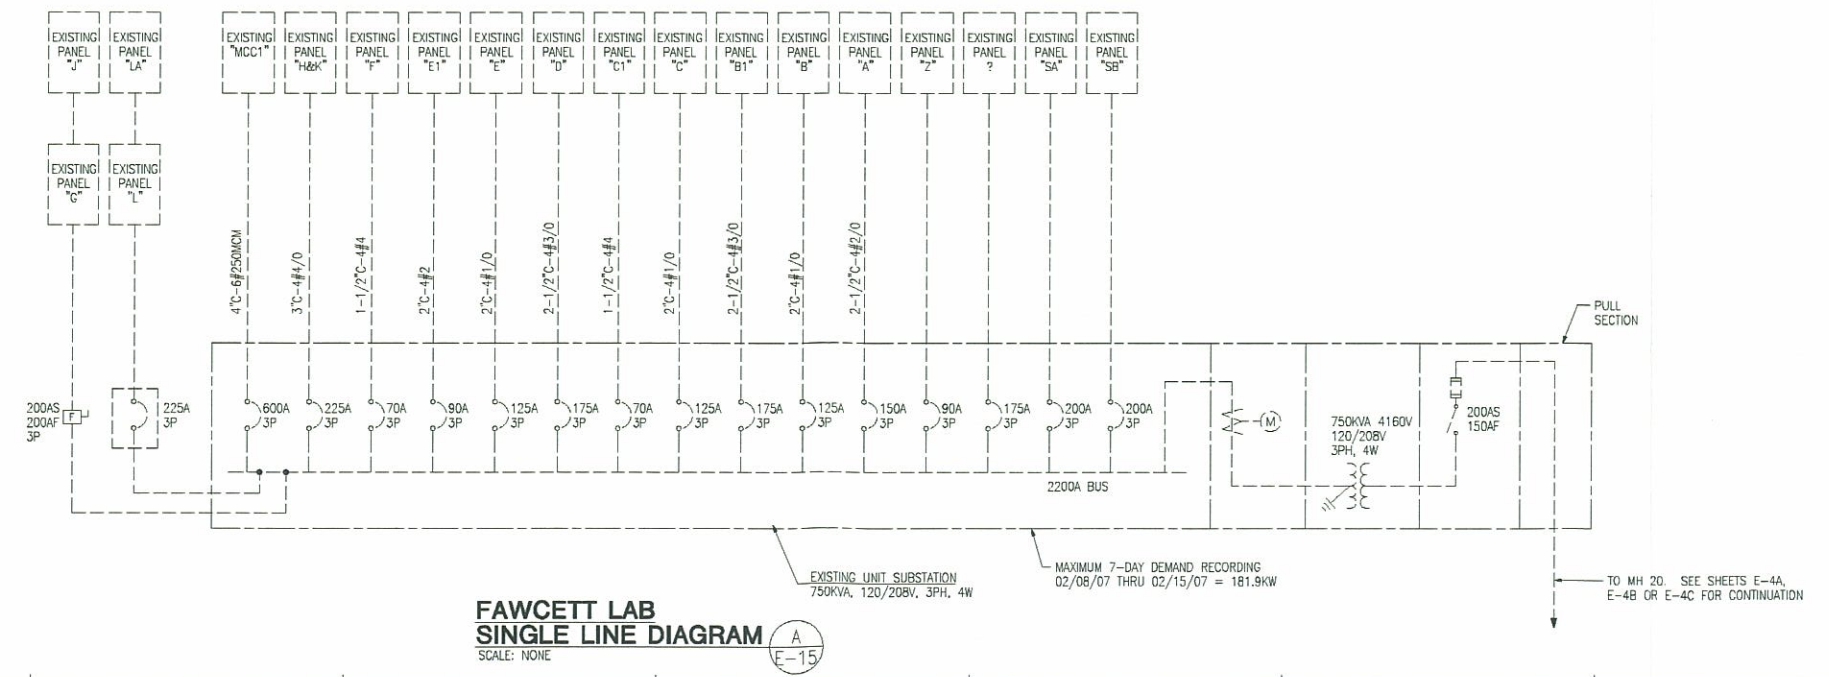 EXISTING
PANEL
"J"
EXISTING
PANEL
"LA"
EXISTING
"MCC1"
EXISTING
PANEL
"H&K"
EXISTING
PANEL
"F"
EXISTING
PANEL
"E1"
EXISTING
PANEL
"E"
EXISTING
PANEL
"D"
EXISTING
PANEL
"C1"
EXISTING
PANEL
"C"
EXISTING
PANEL
"B1"
EXISTING
PANEL
"B"
EXISTING
PANEL
"A"
EXISTING
PANEL
"Z"
EXISTING
PANEL
?
EXISTING
PANEL
"SA"
EXISTING
PANEL
"SB"
EXISTING
PANEL
"G"
EXISTING
PANEL
"L"
4"C-6#250MCM
3"C-4#4/0
1-1/2"C-4#4
2"C-4#2
2"C-4#1/0
2-1/2"C-4#3/0
1-1/2"C-4#4
2"C-4#1/0
2-1/2"C-4#3/0
2"C-4#1/0
2-1/2"C-4#2/0
PULL
SECTION
200AS
200AF
3P
F
225A
3P
600A
3P
225A
3P
70A
3P
90A
3P
125A
3P
175A
3P
70A
3P
125A
3P
175A
3P
125A
3P
150A
3P
90A
3P
175A
3P
200A
3P
200A
3P
M
750KVA 4160V
120/208V
3PH, 4W
200AS
150AF
2200A BUS
EXISTING UNIT SUBSTATION
750KVA, 120/208V, 3PH, 4W
MAXIMUM 7-DAY DEMAND RECORDING
02/08/07 THRU 02/15/07 = 181.9KW
TO MH 20. SEE SHEETS E-4A,
E-4B OR E-4C FOR CONTINUATION
FAWCETT LAB
SINGLE LINE DIAGRAM
SCALE: NONE
A
E-15